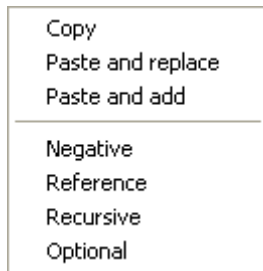 Copy
Paste and replace
Paste and add
Negative
Reference
Recursive
Optional